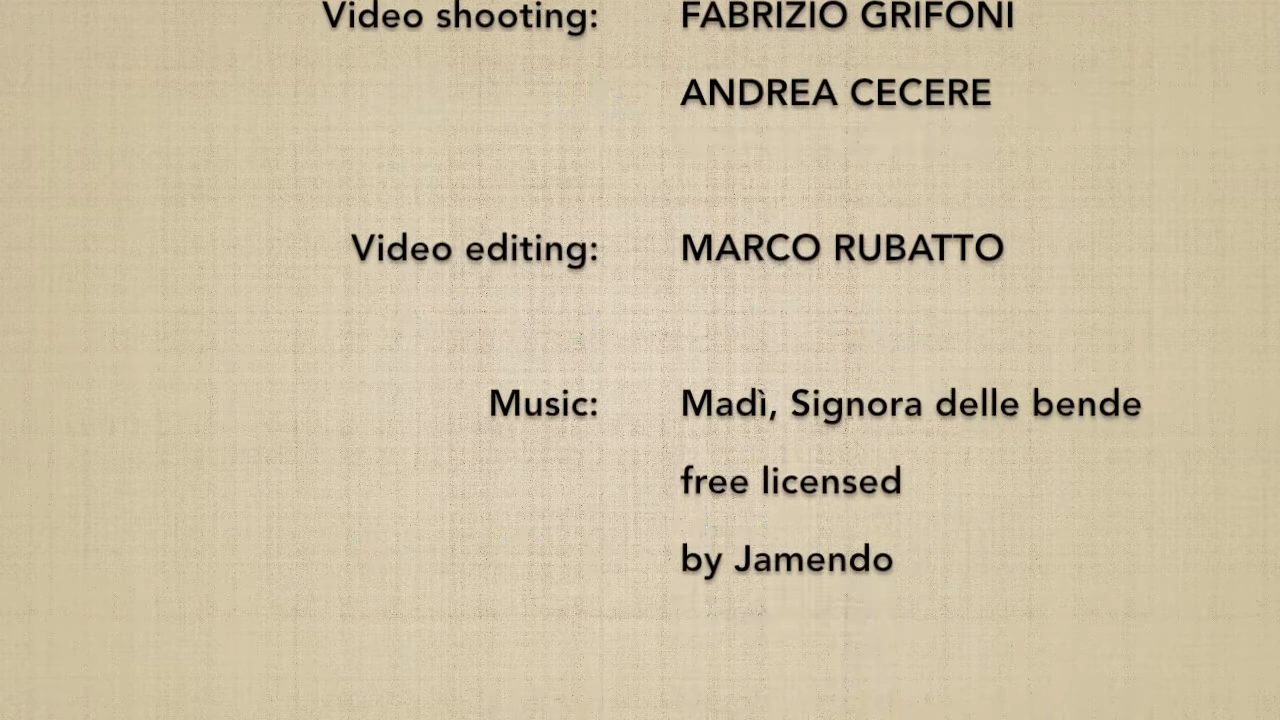 Video shooting: FABRIZIO GRIFONI
ANDREA CECERE
Video editing: MARCO RUBATTO
Music: Madì, Signora delle bende
free licensed
by Jamendo